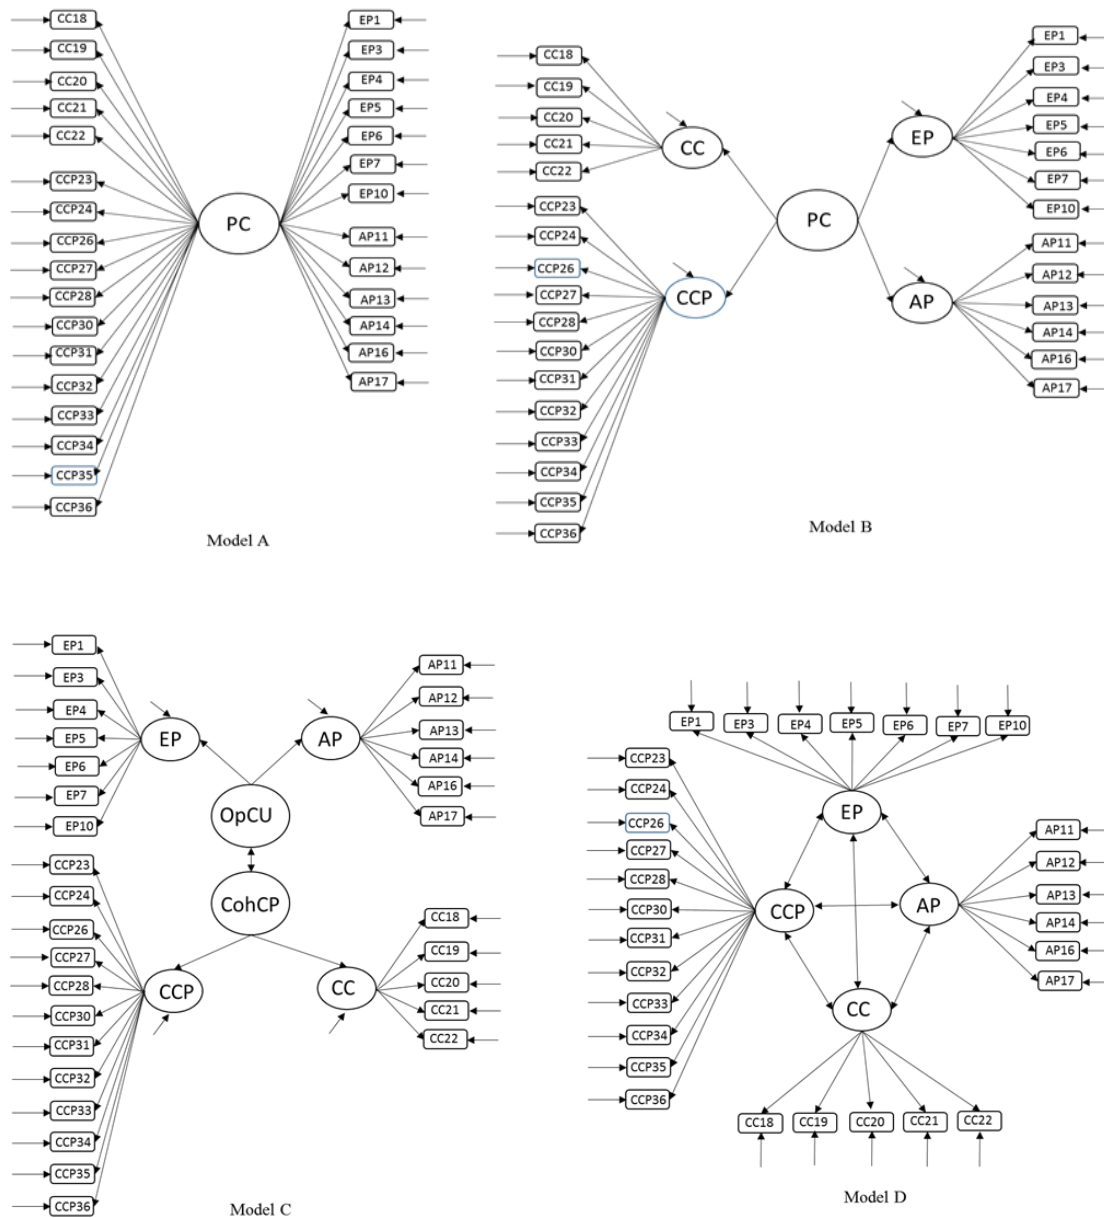 CC18
CC19
CC20
CC21
CC22
CCP23
CCP24
CCP26
CCP27
CCP28
CCP30
CCP31
CCP32
CCP33
CCP34
CCP35
CCP36
PC
EP1
EP3
EP4
EP5
EP6
EP7
EP10
AP11
AP12
AP13
AP14
AP16
AP17
Model A
CC18
CC19
CC20
CC21
CC22
CCP23
CCP24
CCP26
CCP27
CCP28
CCP30
CCP31
CCP32
CCP33
CCP34
CCP35
CCP36
CC
CCP
PC
EP
AP
EP1
EP3
EP4
EP5
EP6
EP7
EP10
AP11
AP12
AP13
AP14
AP16
AP17
Model B
EP1
EP3
EP4
EP5
EP6
EP7
EP10
CCP23
CCP24
CCP26
CCP27
CCP28
CCP30
CCP31
CCP32
CCP33
CCP34
CCP35
CCP36
EP
AP
OpCU
CohCP
CCP
CC
AP11
AP12
AP13
AP14
AP16
AP17
CC18
CC19
CC20
CC21
CC22
Model C
EP1
EP3
EP4
EP5
EP6
EP7
EP10
CCP23
CCP24
CCP26
CCP27
CCP28
CCP30
CCP31
CCP32
CCP33
CCP34
CCP35
CCP36
EP
CCP
AP
CC
AP11
AP12
AP13
AP14
AP16
AP17
CC18
CC19
CC20
CC21
CC22
Model D